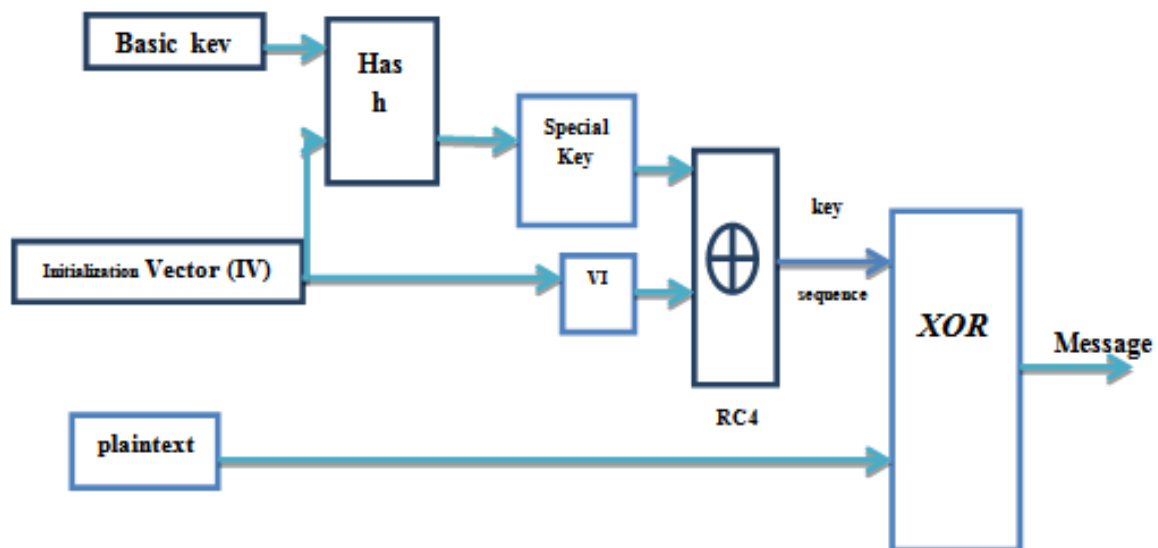 Basic kev
Has
h
Special
Key
key
Initialization Vector (IV)
VI
sequence
XOR
Message
RC4
plaintext